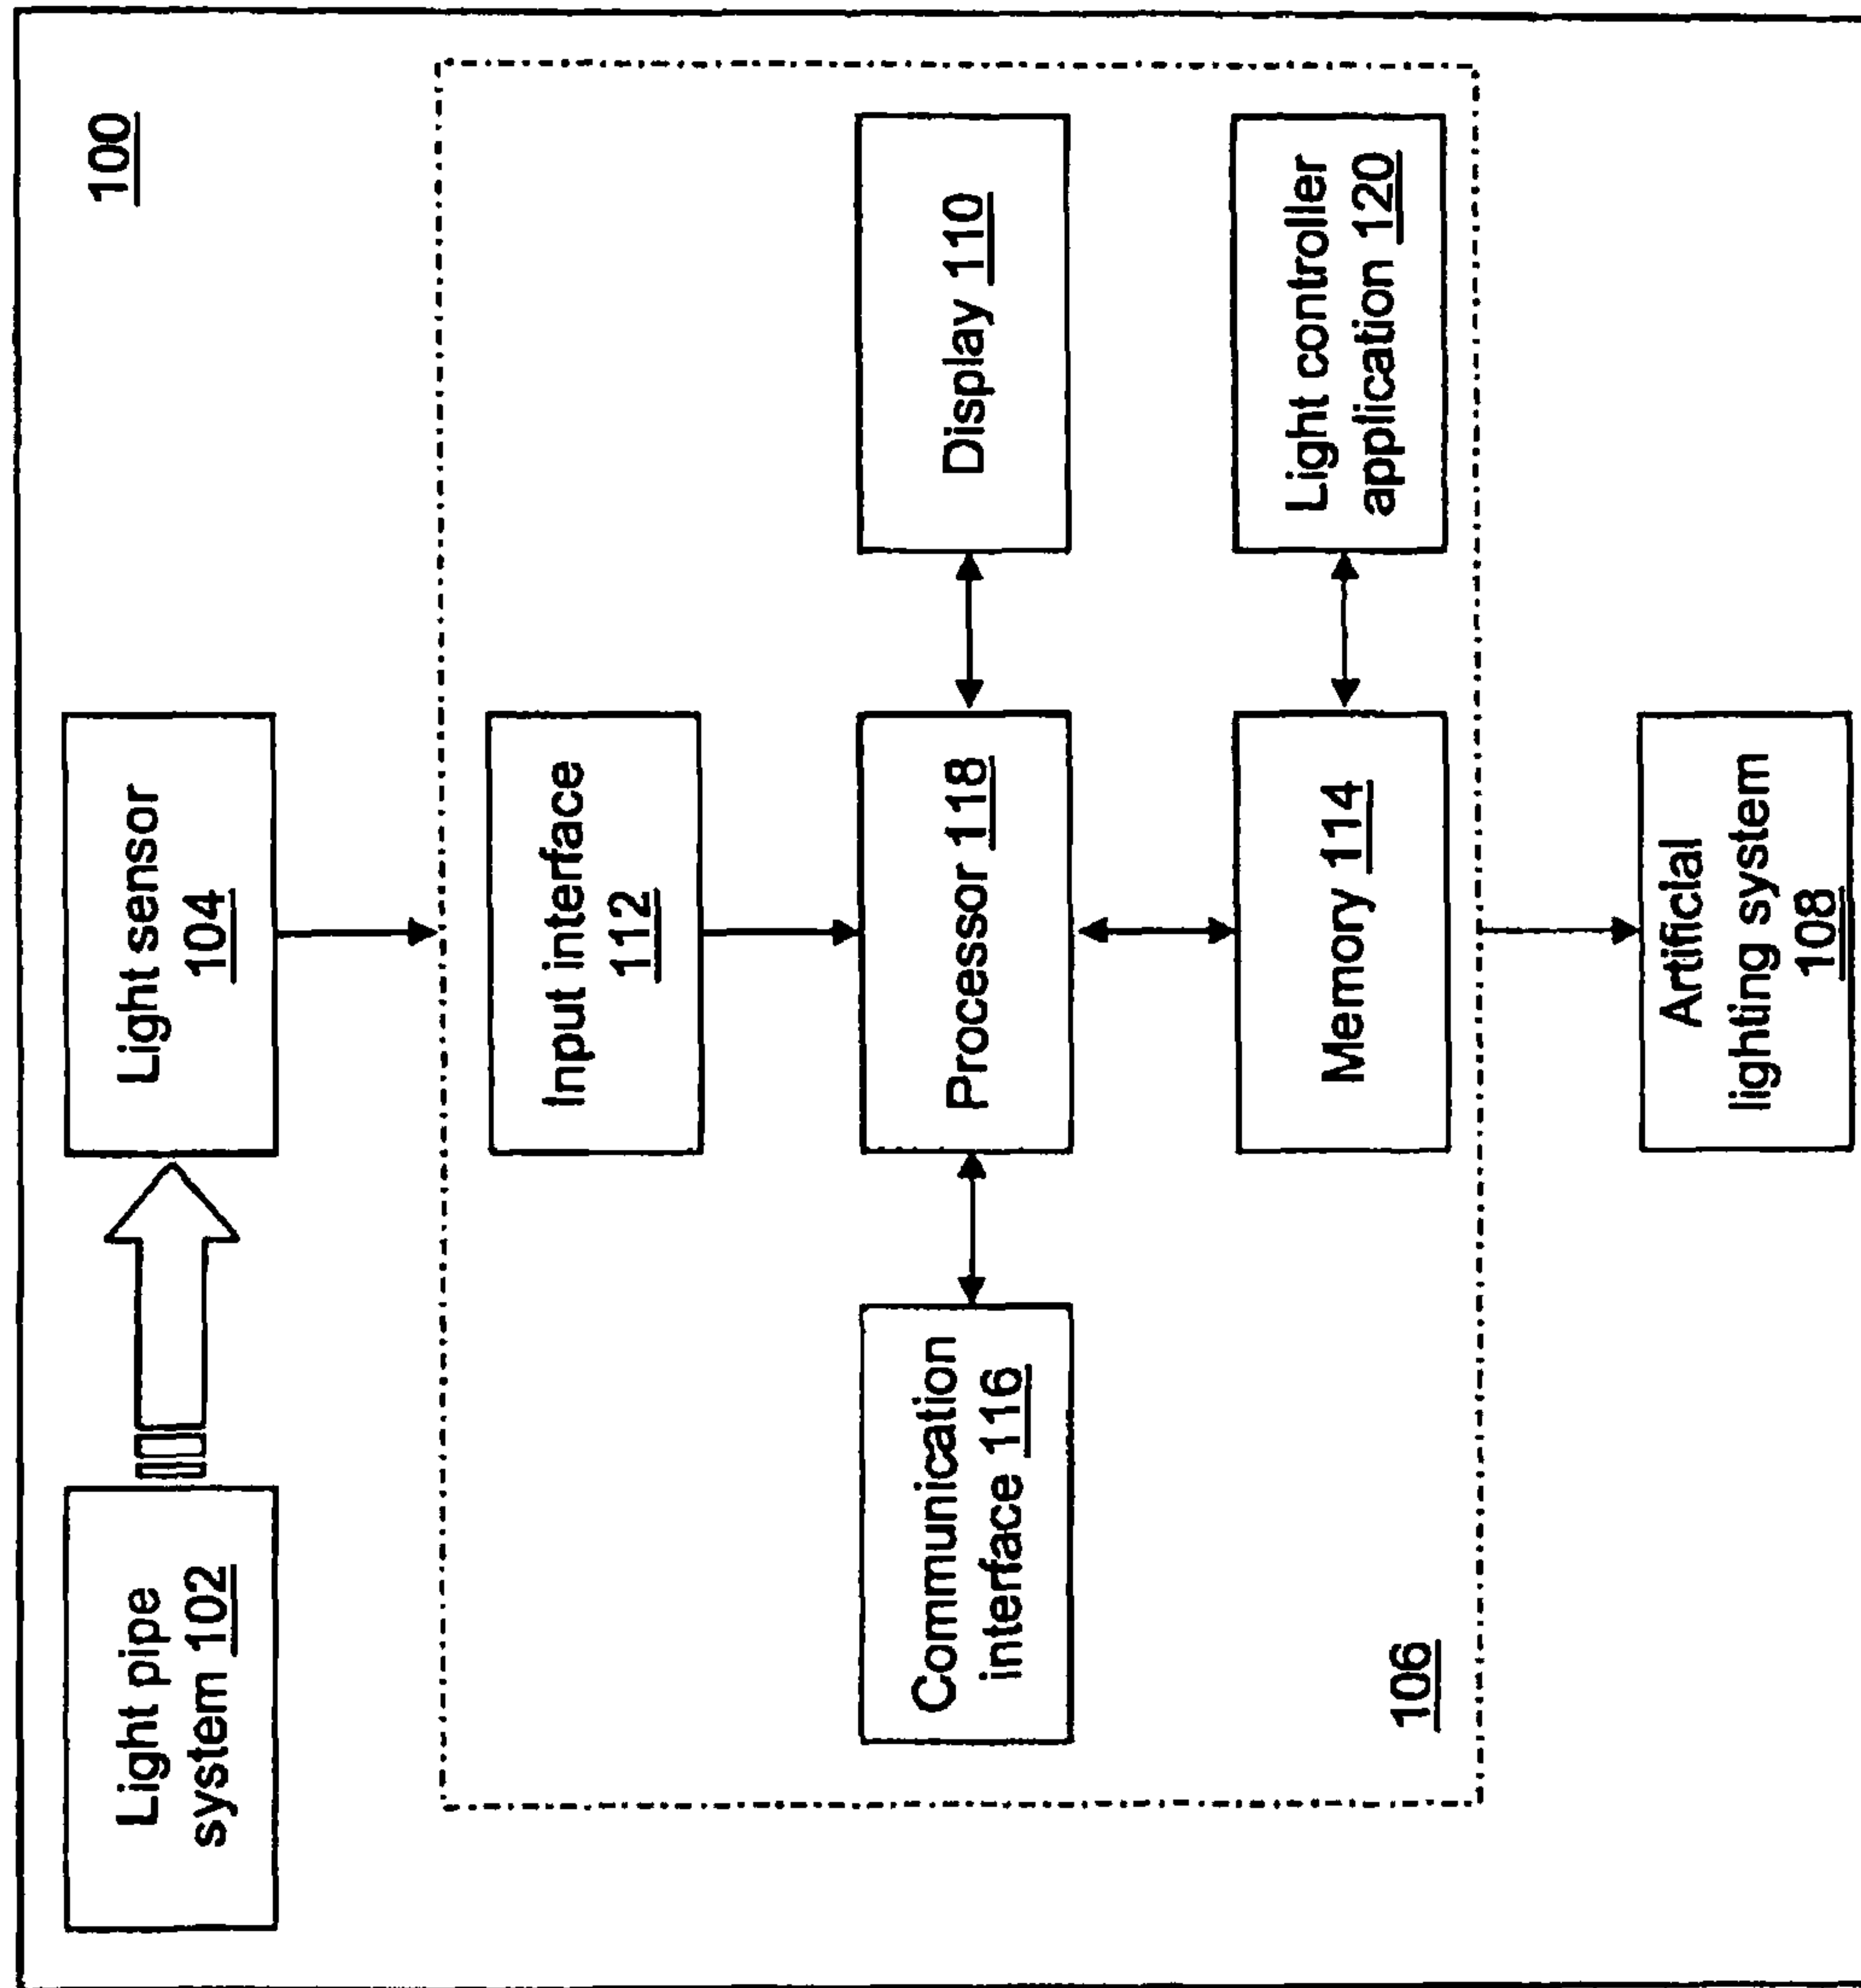 100
Light pipe
system 102
Light sensor
104
Input interface
112
Communication
interface 116
Processor 118
Display 110
Memory 114
Light controller
application 120
106
Artificial
lighting system
108